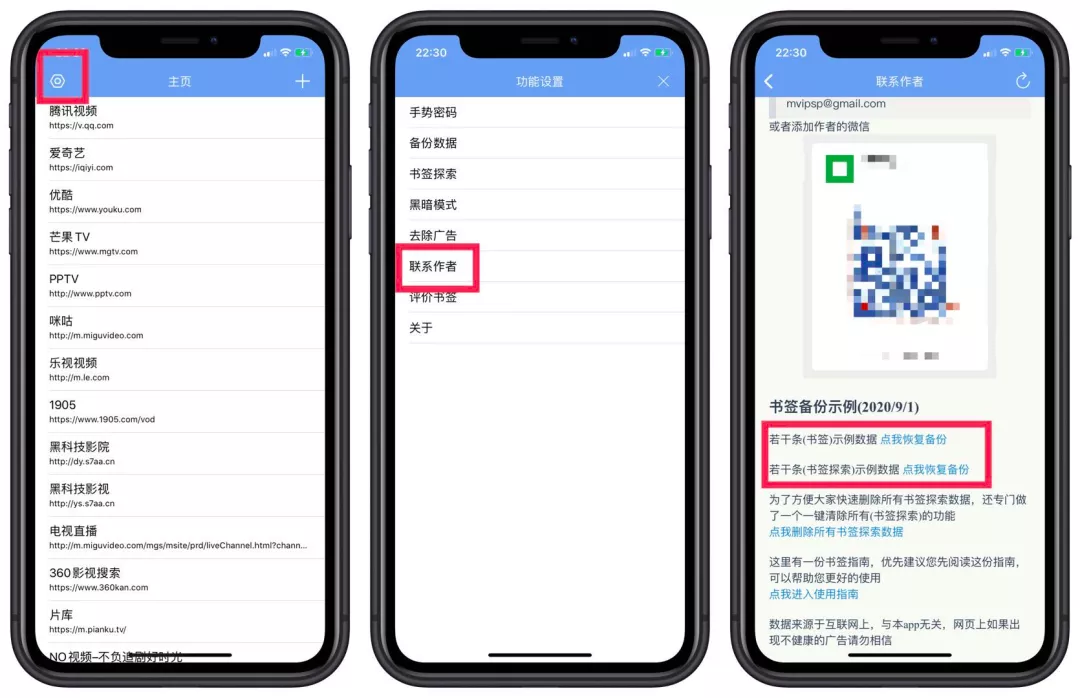 主页
腾讯视频
https://v.qq.com
爱奇艺
https://iqiyi.com
优酷
https://www.youku.com
芒果 TV
https://www.mgtv.com
PPTV
http://www.pptv.com
咪咕
http://m.miguvideo.com
乐视视频
http://m.le.com
1905
https://www.1905.com/vod
黑科技影院
http://dy.s7aa.cn
黑科技影视
http://ys.s7aa.cn
电视直播
http://m.miguvideo.com/mgs/msite/prd/liveChannel.html?chann...
360影视搜索
https://www.360kan.com
片库
https://m.pianku.tv/
NO视频–不负追剧好时光
22:30
功能设置
手势密码
备份数据
书签探索
黑暗模式
去除广告
联系作者
评价书签
关于
22:30
联系作者
mvipsp@gmail.com
或者添加作者的微信
书签备份示例(2020/9/1)
若干条(书签)示例数据 点我恢复备份
若干条(书签探索)示例数据 点我恢复备份
为了方便大家快速删除所有书签探索数据，还专门做
了一个一键清除所有(书签探索)的功能
点我删除所有书签探索数据
这里有一份书签指南，优先建议您先阅读这份指南，
可以帮助您更好的使用
点我进入使用指南
数据来源于互联网上，与本app无关，网页上如果出
现不健康的广告请勿相信